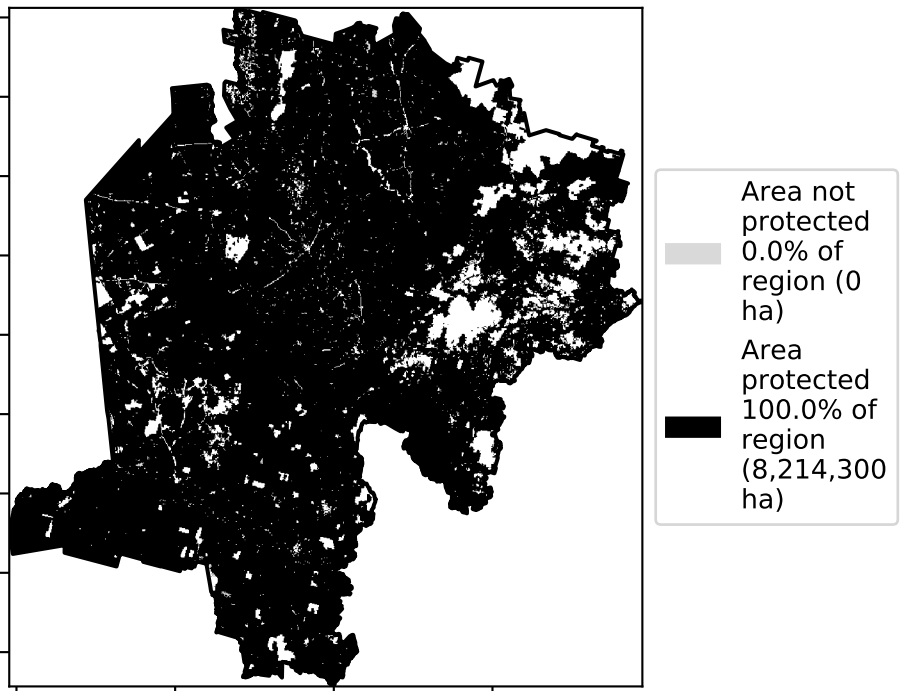 Area not
protected
0.0% of
region (0
ha)
Area
protected
100.0% of
region
(8,214,300
ha)